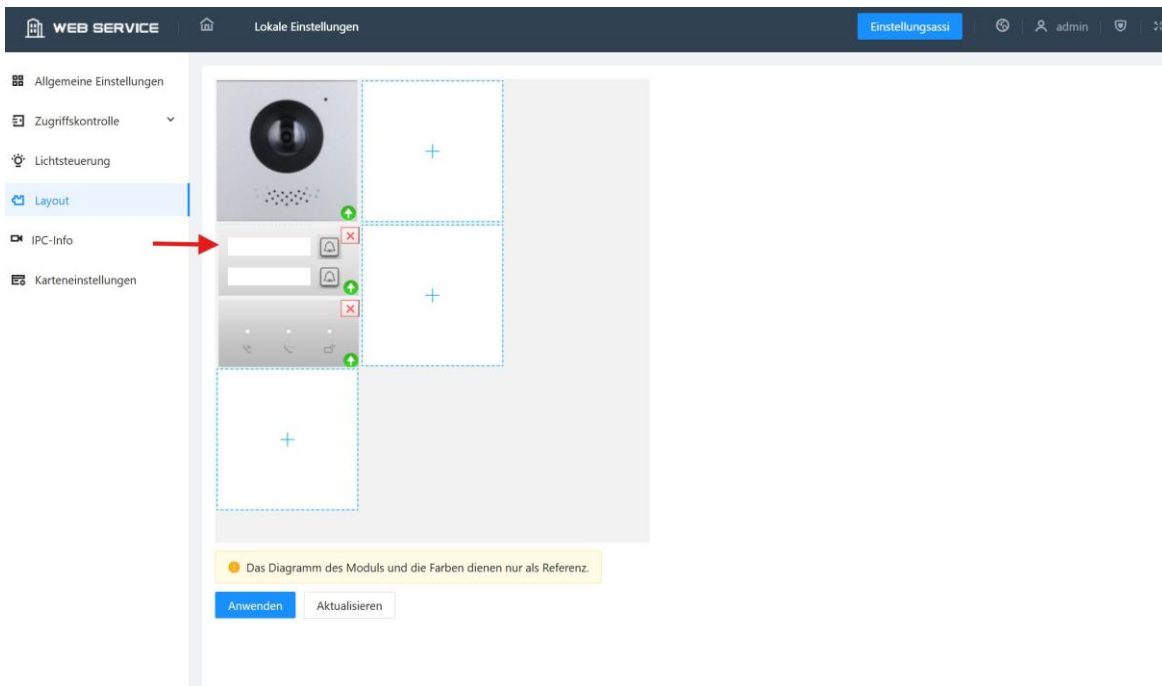 WEB SERVICE
Lokale Einstellungen
Einstellungsassi
admin
Allgemeine Einstellungen
Zugriffskontrolle
Lichtsteuerung
Layout
IPC-Info
Karteneinstellungen
Das Diagramm des Moduls und die Farben dienen nur als Referenz.
Anwenden
Aktualisieren